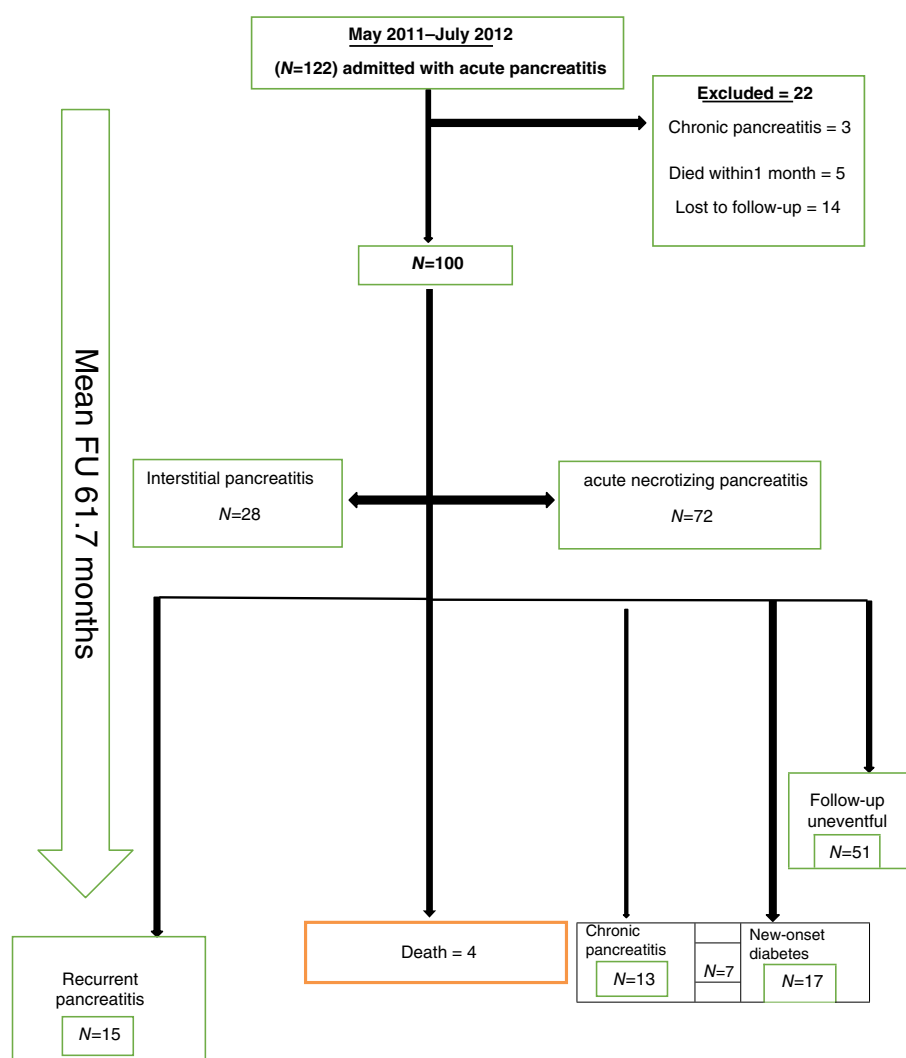 May 2011–July 2012
(N=122) admitted with acute pancreatitis
Excluded = 22
Chronic pancreatitis = 3
Died within1 month = 5
Lost to follow-up = 14
N=100
Mean FU 61.7 months
Interstitial pancreatitis
N=28
acute necrotizing pancreatitis
N=72
Follow-up
uneventful
N=51
Recurrent
pancreatitis
N=15
Death = 4
Chronic
pancreatitis
N=13
N=7
New-onset
diabetes
N=17